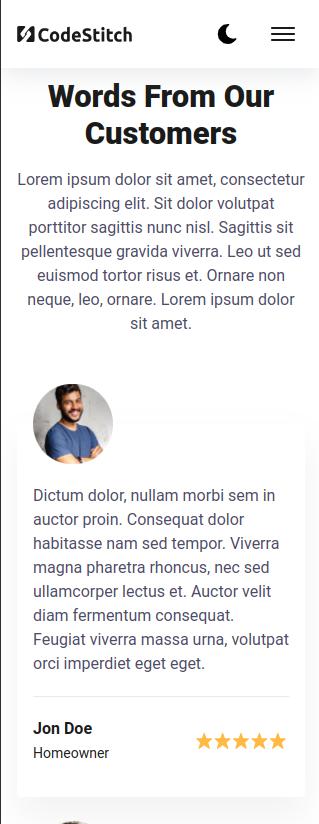 CodeStitch
Words From Our
Customers
Lorem ipsum dolor sit amet, consectetur
adipiscing elit. Sit dolor volutpat
porttitor sagittis nunc nisl. Sagittis sit
pellentesque gravida viverra. Leo ut sed
euismod tortor risus et. Ornare non
neque, leo, ornare. Lorem ipsum dolor
sit amet.
Dictum dolor, nullam morbi sem in
auctor proin. Consequat dolor
habitasse nam sed tempor. Viverra
magna pharetra rhoncus, nec sed
ullamcorper lectus et. Auctor velit
diam fermentum consequat.
Feugiat viverra massa urna, volutpat
orci imperdiet eget eget.
Jon Doe
Homeowner